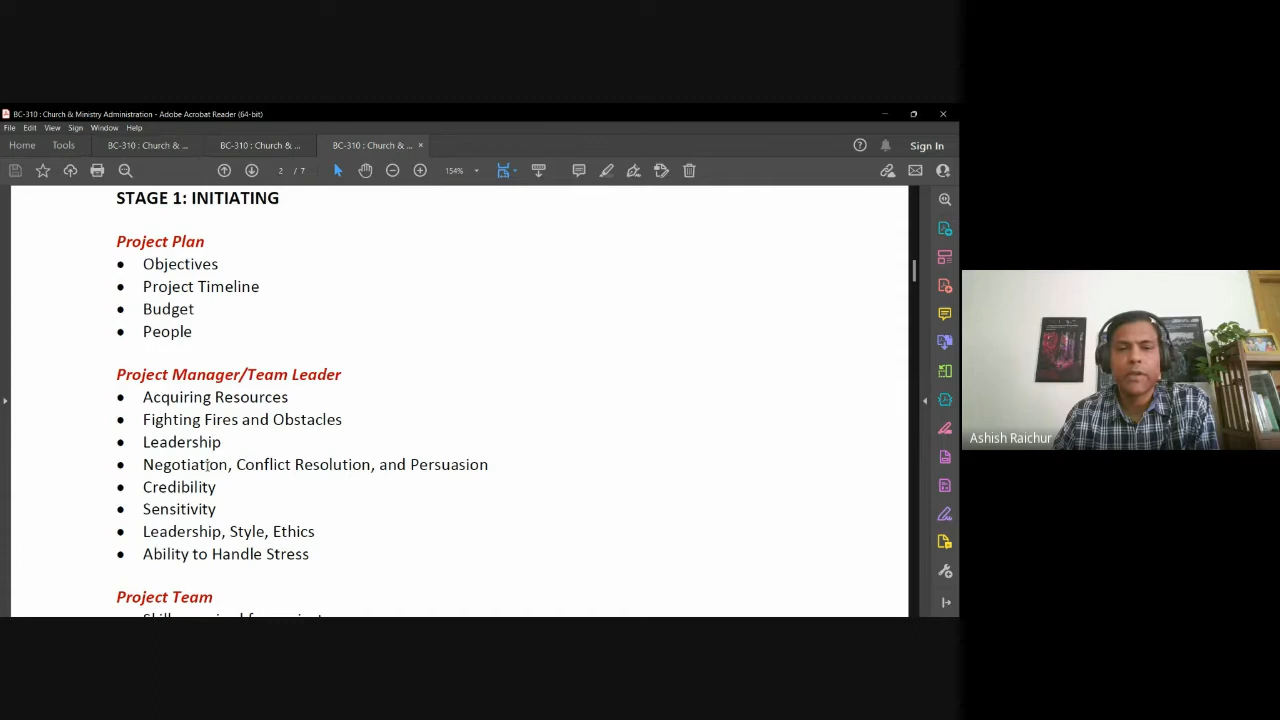 BC-310 : Church & Ministry Administration - Adobe Acrobat Reader (64-bit)
File Edit View Sign Window Help
Home Tools BC-310 : Church & ... BC-310 : Church & ... BC-310 : Church & ... × Sign In
2 / 7 154%
STAGE 1: INITIATING
Project Plan
• Objectives
• Project Timeline
• Budget
• People
Project Manager/Team Leader
• Acquiring Resources
• Fighting Fires and Obstacles
• Leadership
• Negotiation, Conflict Resolution, and Persuasion
• Credibility
• Sensitivity
• Leadership, Style, Ethics
• Ability to Handle Stress
Project Team
Ashish Raichur